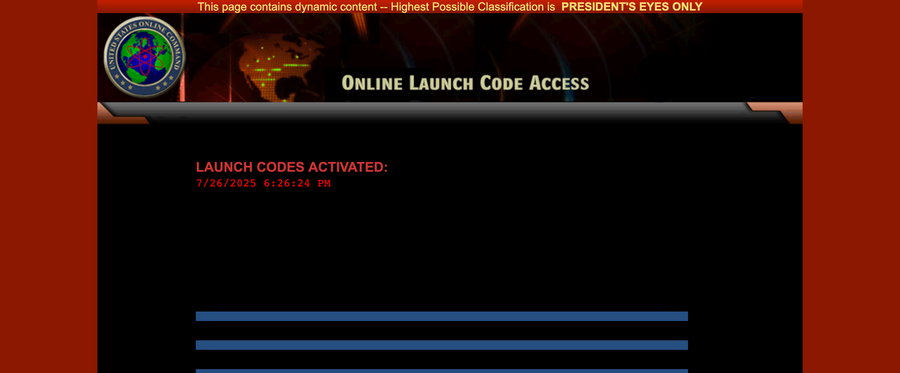 This page contains dynamic content -- Highest Possible Classification is PRESIDENT'S EYES ONLY
UNITED STATES ONLINE COMMAND
ONLINE LAUNCH CODE ACCESS
LAUNCH CODES ACTIVATED:
7/26/2025 6:26:24 PM